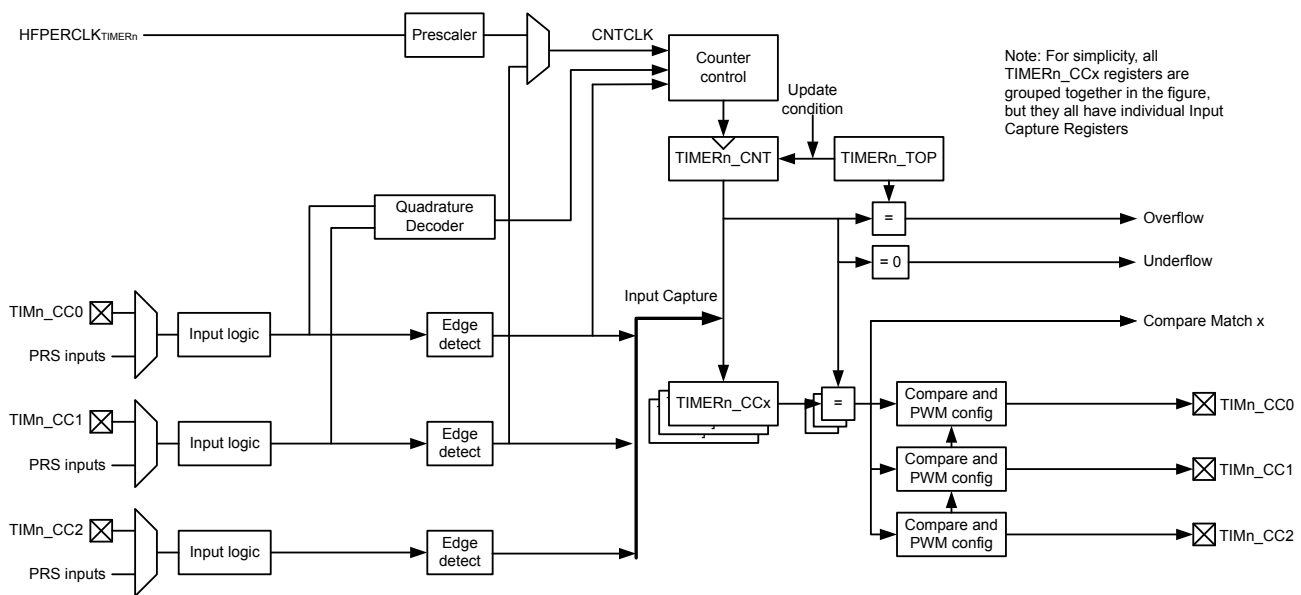 HFPERCLKTIMERn
Prescaler
CNTCLK
Counter
control
Note: For simplicity, all
TIMERn_CCx registers are
grouped together in the figure,
but they all have individual Input
Capture Registers
Update
condition
TIMERn_CNT
TIMERn_TOP
Quadrature
Decoder
=
Overflow
= 0
Underflow
Input Capture
TIMn_CC0
PRS inputs
Input logic
Edge
detect
Compare Match x
TIMERn_CCx
=
Compare and
PWM config
TIMn_CC0
TIMn_CC1
PRS inputs
Input logic
Edge
detect
Compare and
PWM config
TIMn_CC1
TIMn_CC2
PRS inputs
Input logic
Edge
detect
Compare and
PWM config
TIMn_CC2